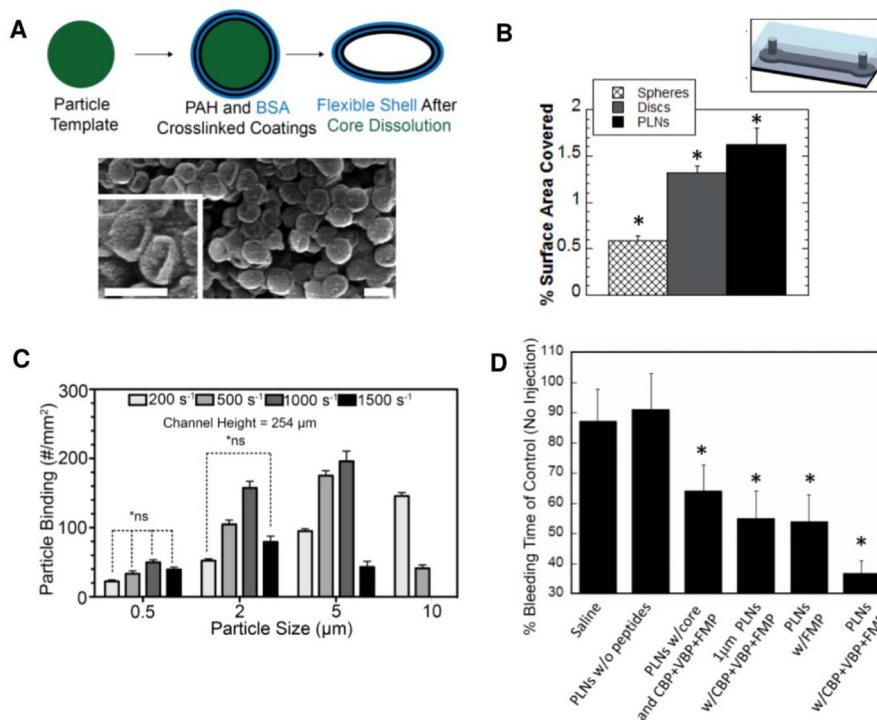 A
Particle
Template
PAH and BSA
Crosslinked Coatings
Flexible Shell After
Core Dissolution
B
Spheres
Discs
PLNs
% Surface Area Covered
2
1.5
1
0.5
0
*
*
*
C
Particle Binding (#/mm²)
300
200
100
0
200 s⁻¹
500 s⁻¹
1000 s⁻¹
1500 s⁻¹
Channel Height = 254 µm
*ns
*ns
0.5
2
5
10
Particle Size (µm)
D
% Bleeding Time of Control (No Injection)
110
100
90
80
70
60
50
40
30
*
*
*
*
Saline
PLNs w/o peptides
PLNs w/core
and CBP+VBP+FMP
1µm PLNs
w/CBP+VBP+FMP
PLNs
w/FMP
PLNs
w/CBP+VBP+FMP